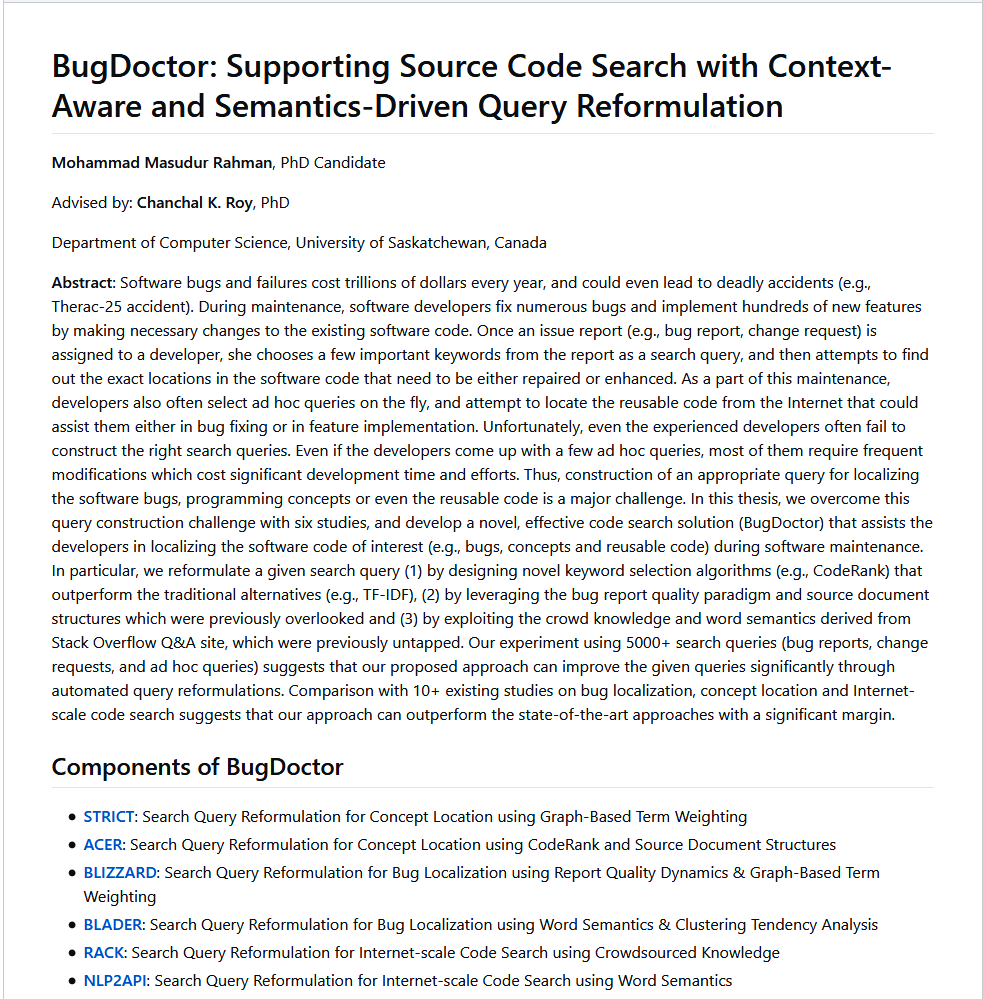 BugDoctor: Supporting Source Code Search with Context-
Aware and Semantics-Driven Query Reformulation
Mohammad Masudur Rahman, PhD Candidate
Advised by: Chanchal K. Roy, PhD
Department of Computer Science, University of Saskatchewan, Canada
Abstract: Software bugs and failures cost trillions of dollars every year, and could even lead to deadly accidents (e.g.,
Therac-25 accident). During maintenance, software developers fix numerous bugs and implement hundreds of new features
by making necessary changes to the existing software code. Once an issue report (e.g., bug report, change request) is
assigned to a developer, she chooses a few important keywords from the report as a search query, and then attempts to find
out the exact locations in the software code that need to be either repaired or enhanced. As a part of this maintenance,
developers also often select ad hoc queries on the fly, and attempt to locate the reusable code from the Internet that could
assist them either in bug fixing or in feature implementation. Unfortunately, even the experienced developers often fail to
construct the right search queries. Even if the developers come up with a few ad hoc queries, most of them require frequent
modifications which cost significant development time and efforts. Thus, construction of an appropriate query for localizing
the software bugs, programming concepts or even the reusable code is a major challenge. In this thesis, we overcome this
query construction challenge with six studies, and develop a novel, effective code search solution (BugDoctor) that assists the
developers in localizing the software code of interest (e.g., bugs, concepts and reusable code) during software maintenance.
In particular, we reformulate a given search query (1) by designing novel keyword selection algorithms (e.g., CodeRank) that
outperform the traditional alternatives (e.g., TF-IDF), (2) by leveraging the bug report quality paradigm and source document
structures which were previously overlooked and (3) by exploiting the crowd knowledge and word semantics derived from
Stack Overflow Q&A site, which were previously untapped. Our experiment using 5000+ search queries (bug reports, change
requests, and ad hoc queries) suggests that our proposed approach can improve the given queries significantly through
automated query reformulations. Comparison with 10+ existing studies on bug localization, concept location and Internet-
scale code search suggests that our approach can outperform the state-of-the-art approaches with a significant margin.
Components of BugDoctor
• STRICT: Search Query Reformulation for Concept Location using Graph-Based Term Weighting
• ACER: Search Query Reformulation for Concept Location using CodeRank and Source Document Structures
• BLIZZARD: Search Query Reformulation for Bug Localization using Report Quality Dynamics & Graph-Based Term
Weighting
• BLADER: Search Query Reformulation for Bug Localization using Word Semantics & Clustering Tendency Analysis
• RACK: Search Query Reformulation for Internet-scale Code Search using Crowdsourced Knowledge
• NLP2API: Search Query Reformulation for Internet-scale Code Search using Word Semantics